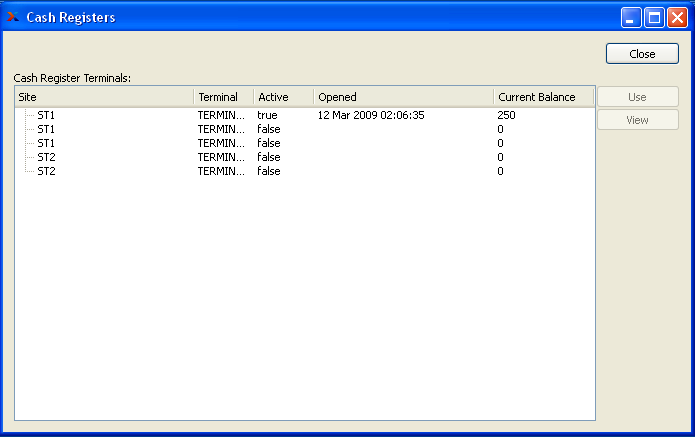 Cash Registers
Close
Cash Register Terminals:
Site Terminal Active Opened Current Balance
ST1 TERMIN... true 12 Mar 2009 02:06:35 250
ST1 TERMIN... false 0
ST1 TERMIN... false 0
ST2 TERMIN... false 0
ST2 TERMIN... false 0
Use
View